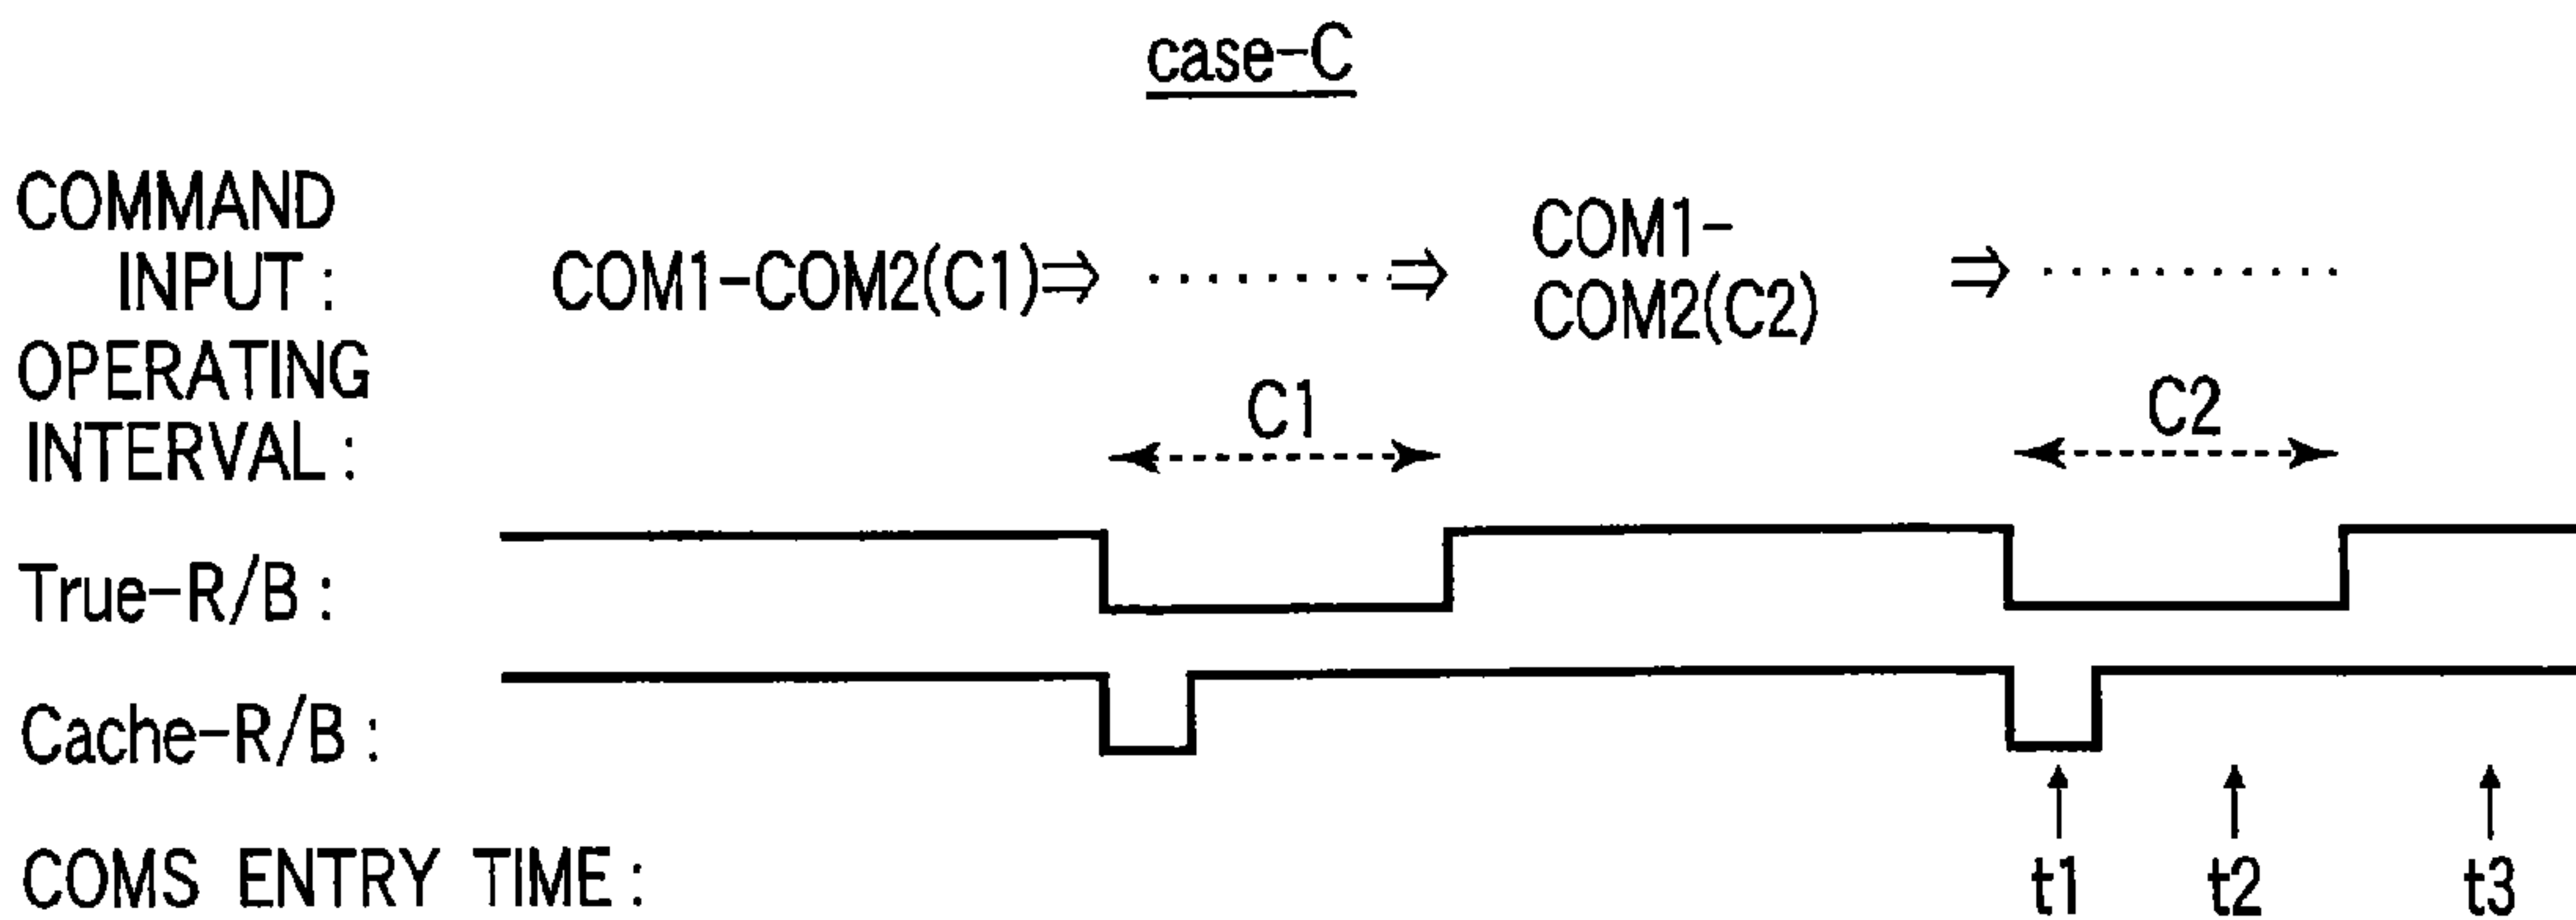 case-C
COMMAND
INPUT :
COM1-COM2(C1)⇒ ········ ⇒ COM1-
COM2(C2) ⇒ ··········
OPERATING
INTERVAL :
C1 C2
True-R/B :
Cache-R/B :
COMS ENTRY TIME :
t1 t2 t3